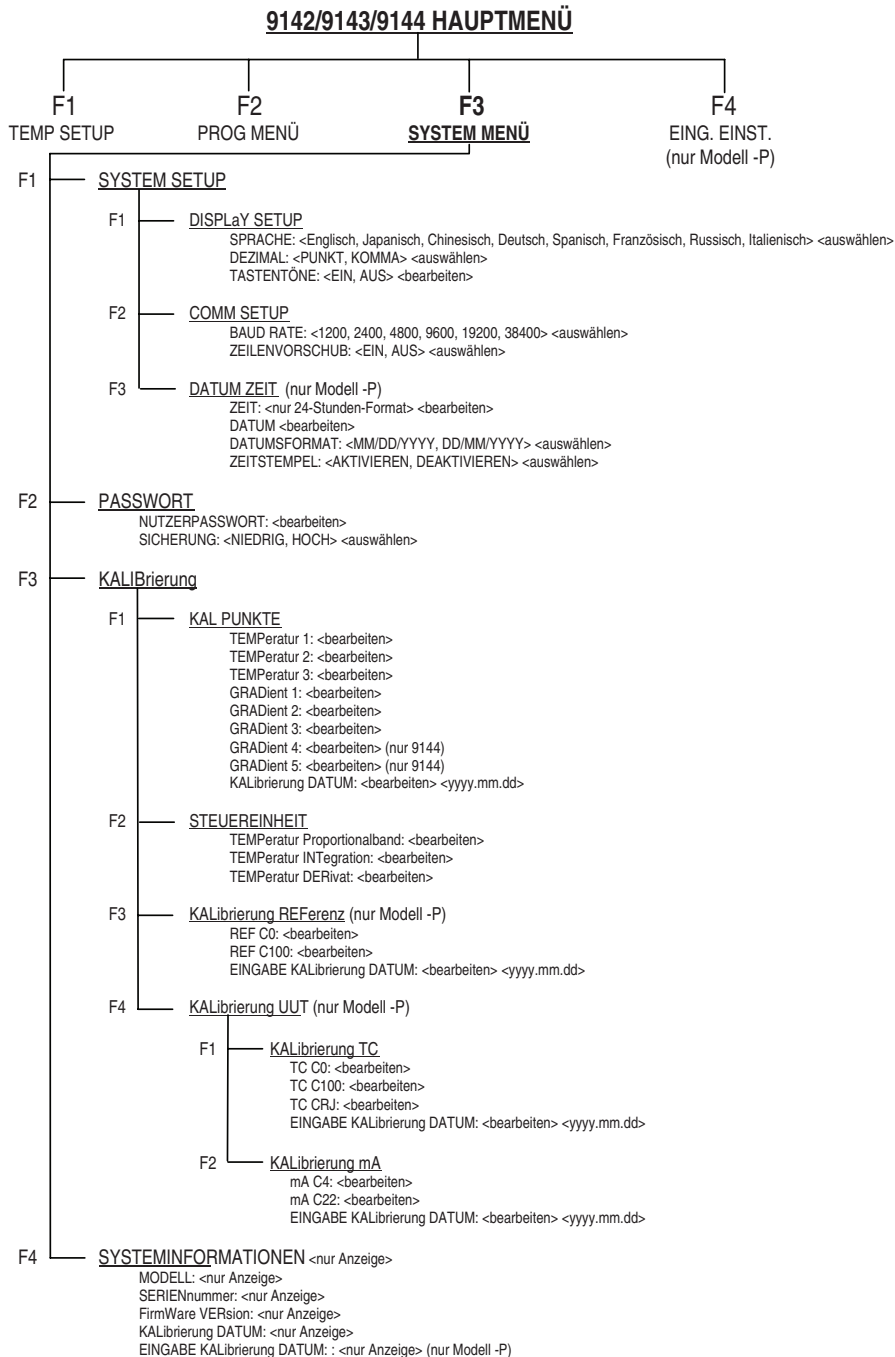 9142/9143/9144 HAUPTMENÜ
F1 F2 F3 F4
TEMP SETUP PROG MENÜ SYSTEM MENÜ EING. EINST.
(nur Modell -P)
F1 SYSTEM SETUP
F1 DISPLaY SETUP
SPRACHE: <Englisch, Japanisch, Chinesisch, Deutsch, Spanisch, Französisch, Russisch, Italienisch> <auswählen>
DEZIMAL: <PUNKT, KOMMA> <auswählen>
TASTENTÖNE: <EIN, AUS> <bearbeiten>
F2 COMM SETUP
BAUD RATE: <1200, 2400, 4800, 9600, 19200, 38400> <auswählen>
ZEILENVORSCHUB: <EIN, AUS> <auswählen>
F3 DATUM ZEIT (nur Modell -P)
ZEIT: <nur 24-Stunden-Format> <bearbeiten>
DATUM <bearbeiten>
DATUMSFORMAT: <MM/DD/YYYY, DD/MM/YYYY> <auswählen>
ZEITSTEMPEL: <AKTIVIEREN, DEAKTIVIEREN> <auswählen>
F2 PASSWORT
NUTZERPASSWORT: <bearbeiten>
SICHERUNG: <NIEDRIG, HOCH> <auswählen>
F3 KALIBrierung
F1 KAL PUNKTE
TEMPeratur 1: <bearbeiten>
TEMPeratur 2: <bearbeiten>
TEMPeratur 3: <bearbeiten>
GRADient 1: <bearbeiten>
GRADient 2: <bearbeiten>
GRADient 3: <bearbeiten>
GRADient 4: <bearbeiten> (nur 9144)
GRADient 5: <bearbeiten> (nur 9144)
KALibrierung DATUM: <bearbeiten> <yyyy.mm.dd>
F2 STEUEREINHEIT
TEMPeratur Proportionalband: <bearbeiten>
TEMPeratur INTegration: <bearbeiten>
TEMPeratur DERivat: <bearbeiten>
F3 KALibrierung REFerenz (nur Modell -P)
REF C0: <bearbeiten>
REF C100: <bearbeiten>
EINGABE KALibrierung DATUM: <bearbeiten> <yyyy.mm.dd>
F4 KALibrierung UUT (nur Modell -P)
F1 KALibrierung TC
TC C0: <bearbeiten>
TC C100: <bearbeiten>
TC CRJ: <bearbeiten>
EINGABE KALibrierung DATUM: <bearbeiten> <yyyy.mm.dd>
F2 KALibrierung mA
mA C4: <bearbeiten>
mA C22: <bearbeiten>
EINGABE KALibrierung DATUM: <bearbeiten> <yyyy.mm.dd>
F4 SYSTEMINFORMATIONEN <nur Anzeige>
MODELL: <nur Anzeige>
SERIENnummer: <nur Anzeige>
FirmWare VERsion: <nur Anzeige>
KALibrierung DATUM: <nur Anzeige>
EINGABE KALibrierung DATUM: : <nur Anzeige> (nur Modell -P)